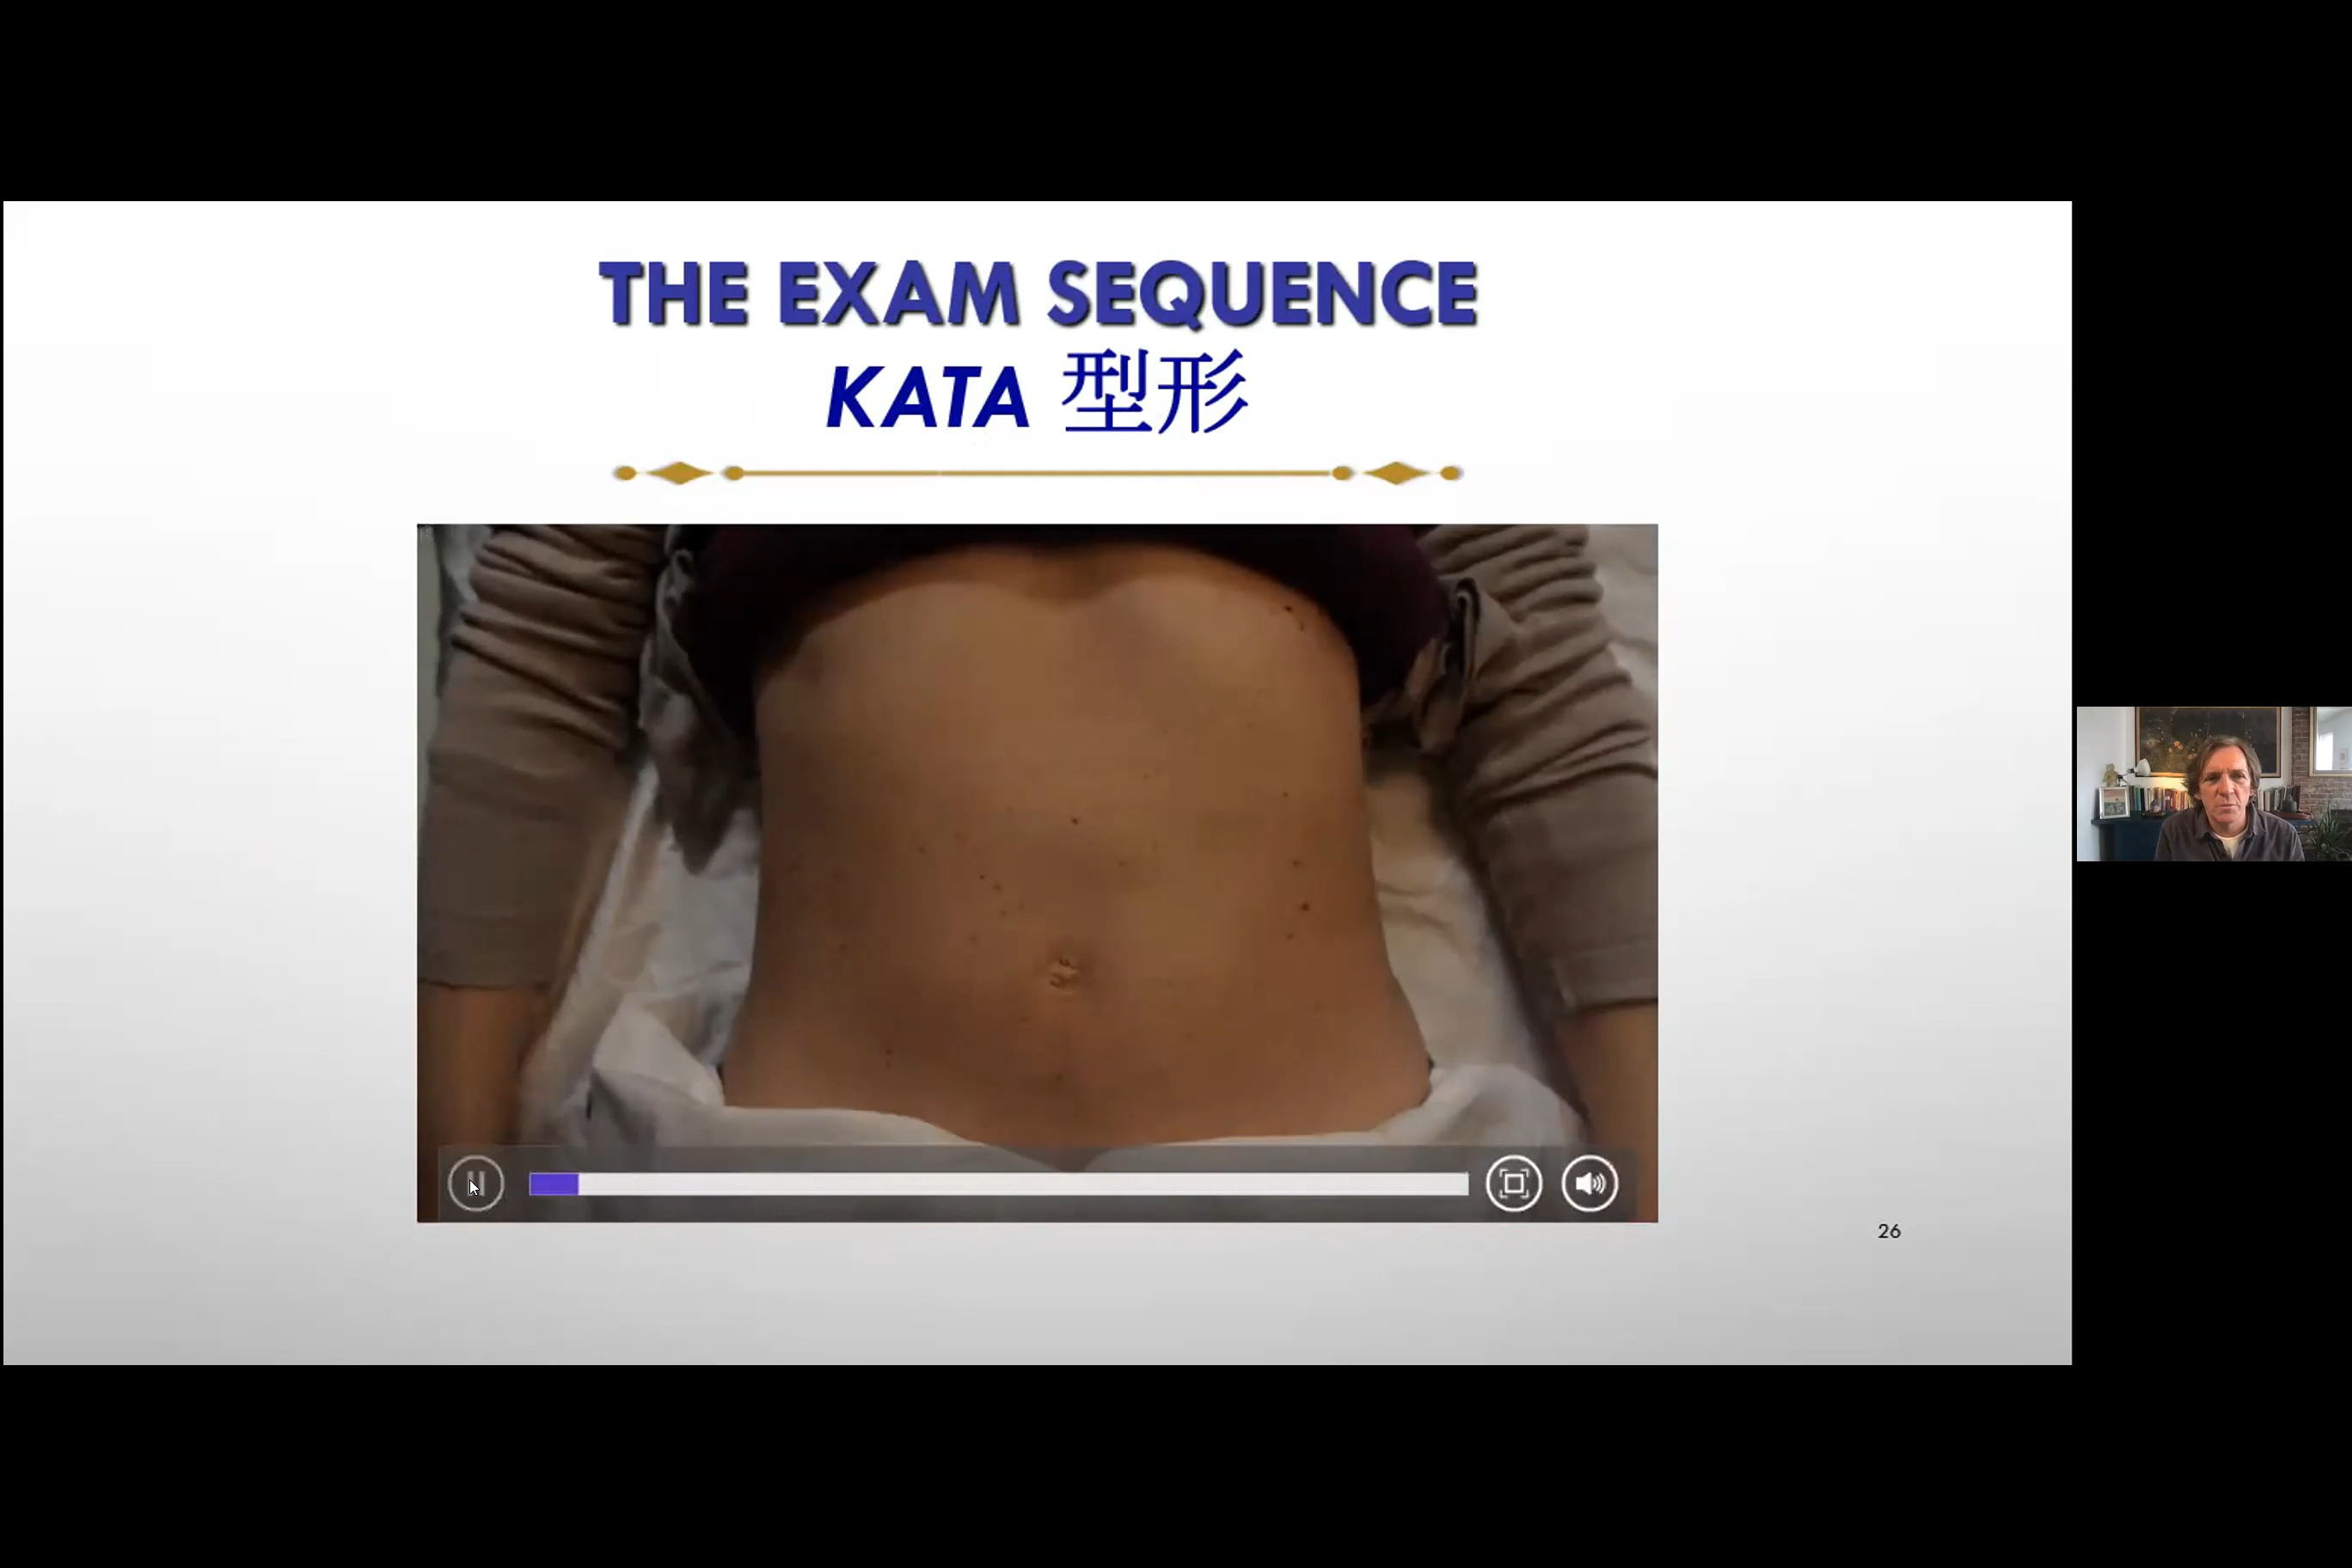 THE EXAM SEQUENCE
KATA 型形
26